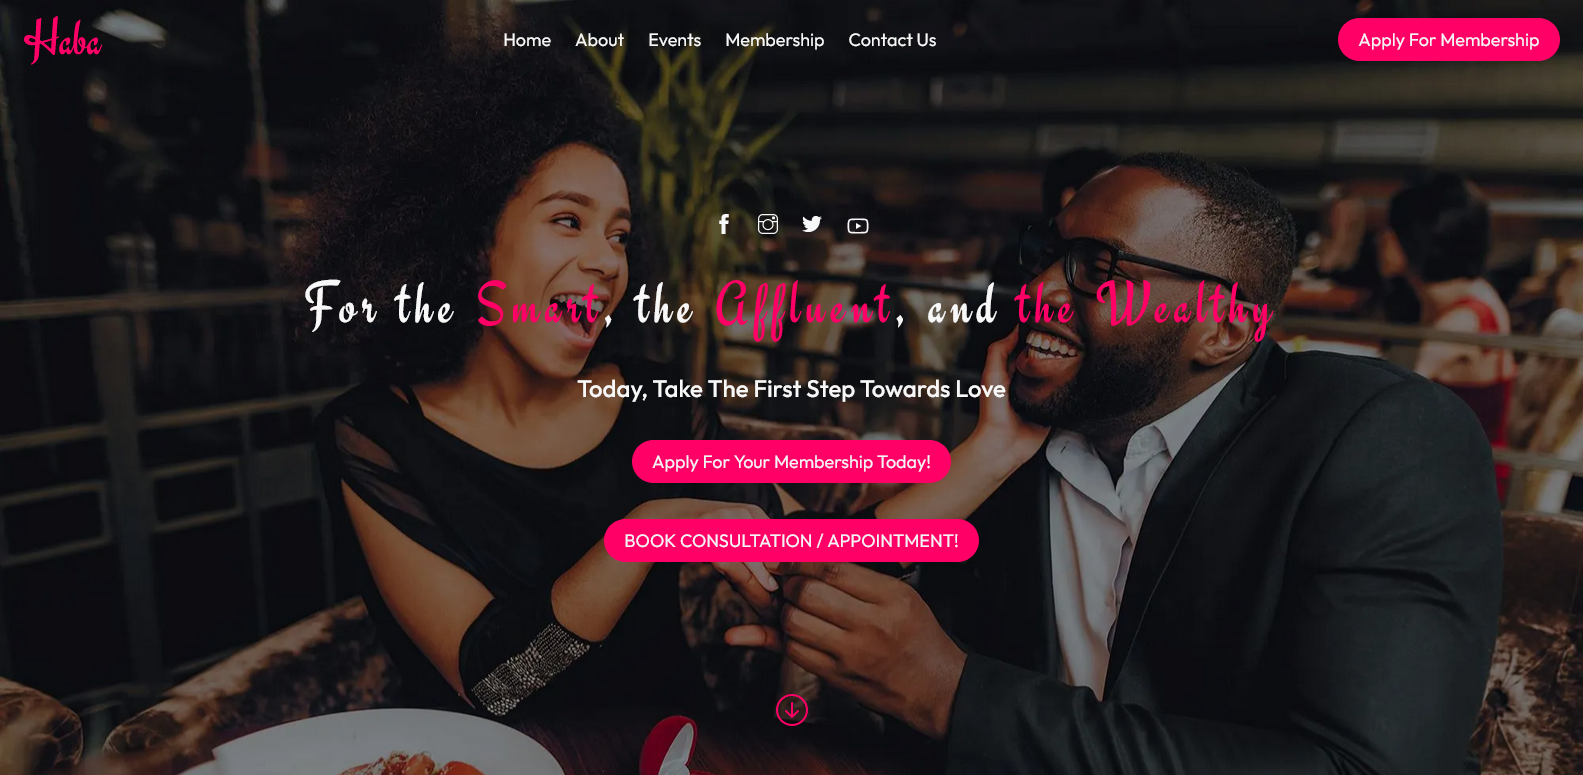 Haba
Home About Events Membership Contact Us
Apply For Membership
For the Smart, the Affluent, and the Wealthy
Today, Take The First Step Towards Love
Apply For Your Membership Today!
BOOK CONSULTATION / APPOINTMENT!